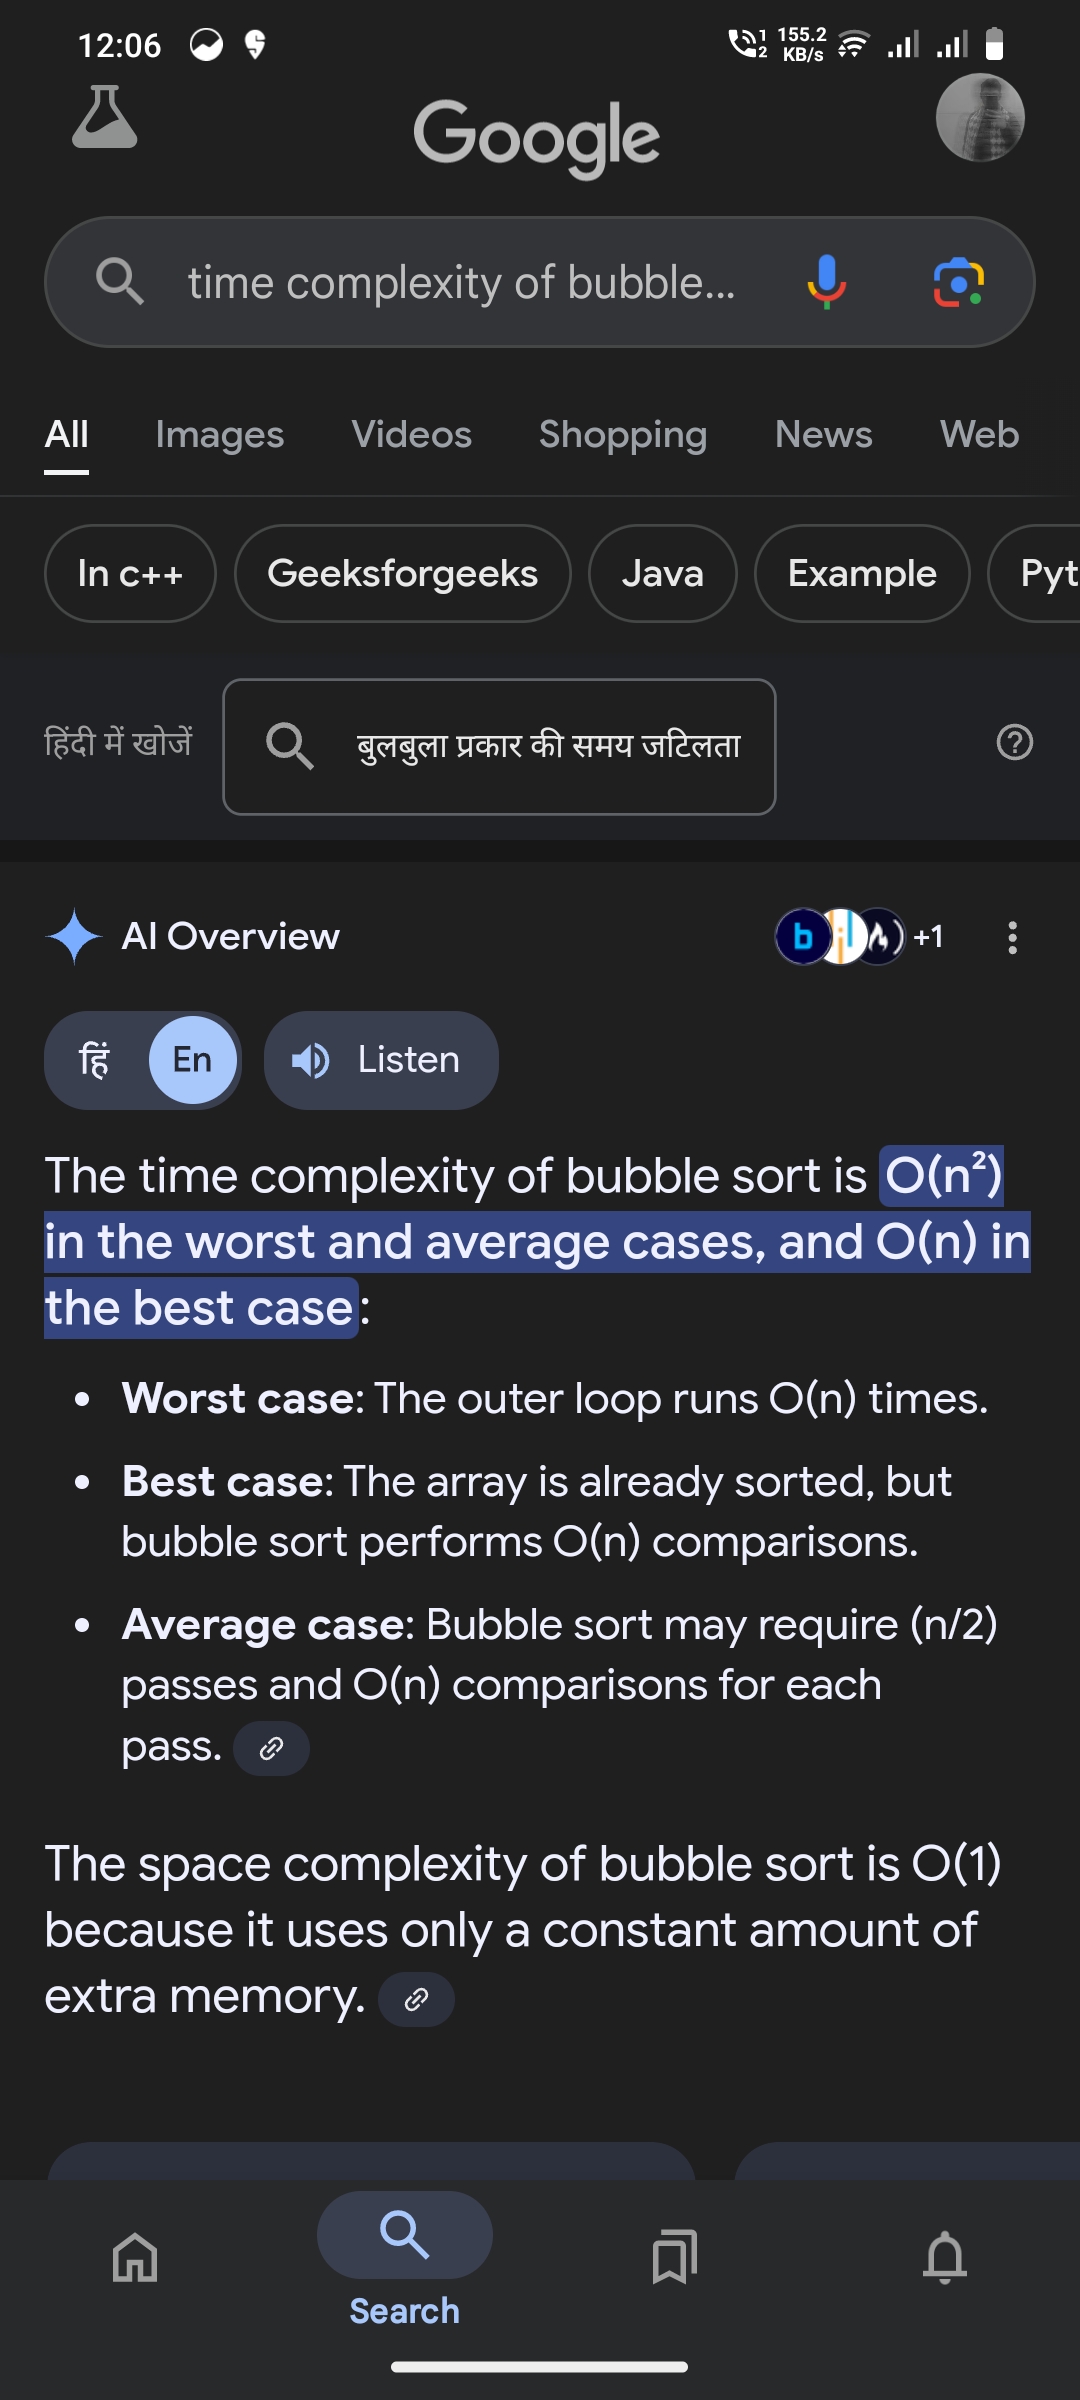 12:06
1 2 155.2 KB/s
Google
time complexity of bubble...
All Images Videos Shopping News Web
In c++ Geeksforgeeks Java Example Pyt
हिंदी में खोजें बुलबुला प्रकार की समय जटिलता
AI Overview b +1
हिं En Listen
The time complexity of bubble sort is O(n²)
in the worst and average cases, and O(n) in
the best case:
• Worst case: The outer loop runs O(n) times.
• Best case: The array is already sorted, but
bubble sort performs O(n) comparisons.
• Average case: Bubble sort may require (n/2)
passes and O(n) comparisons for each
pass.
The space complexity of bubble sort is O(1)
because it uses only a constant amount of
extra memory.
Search